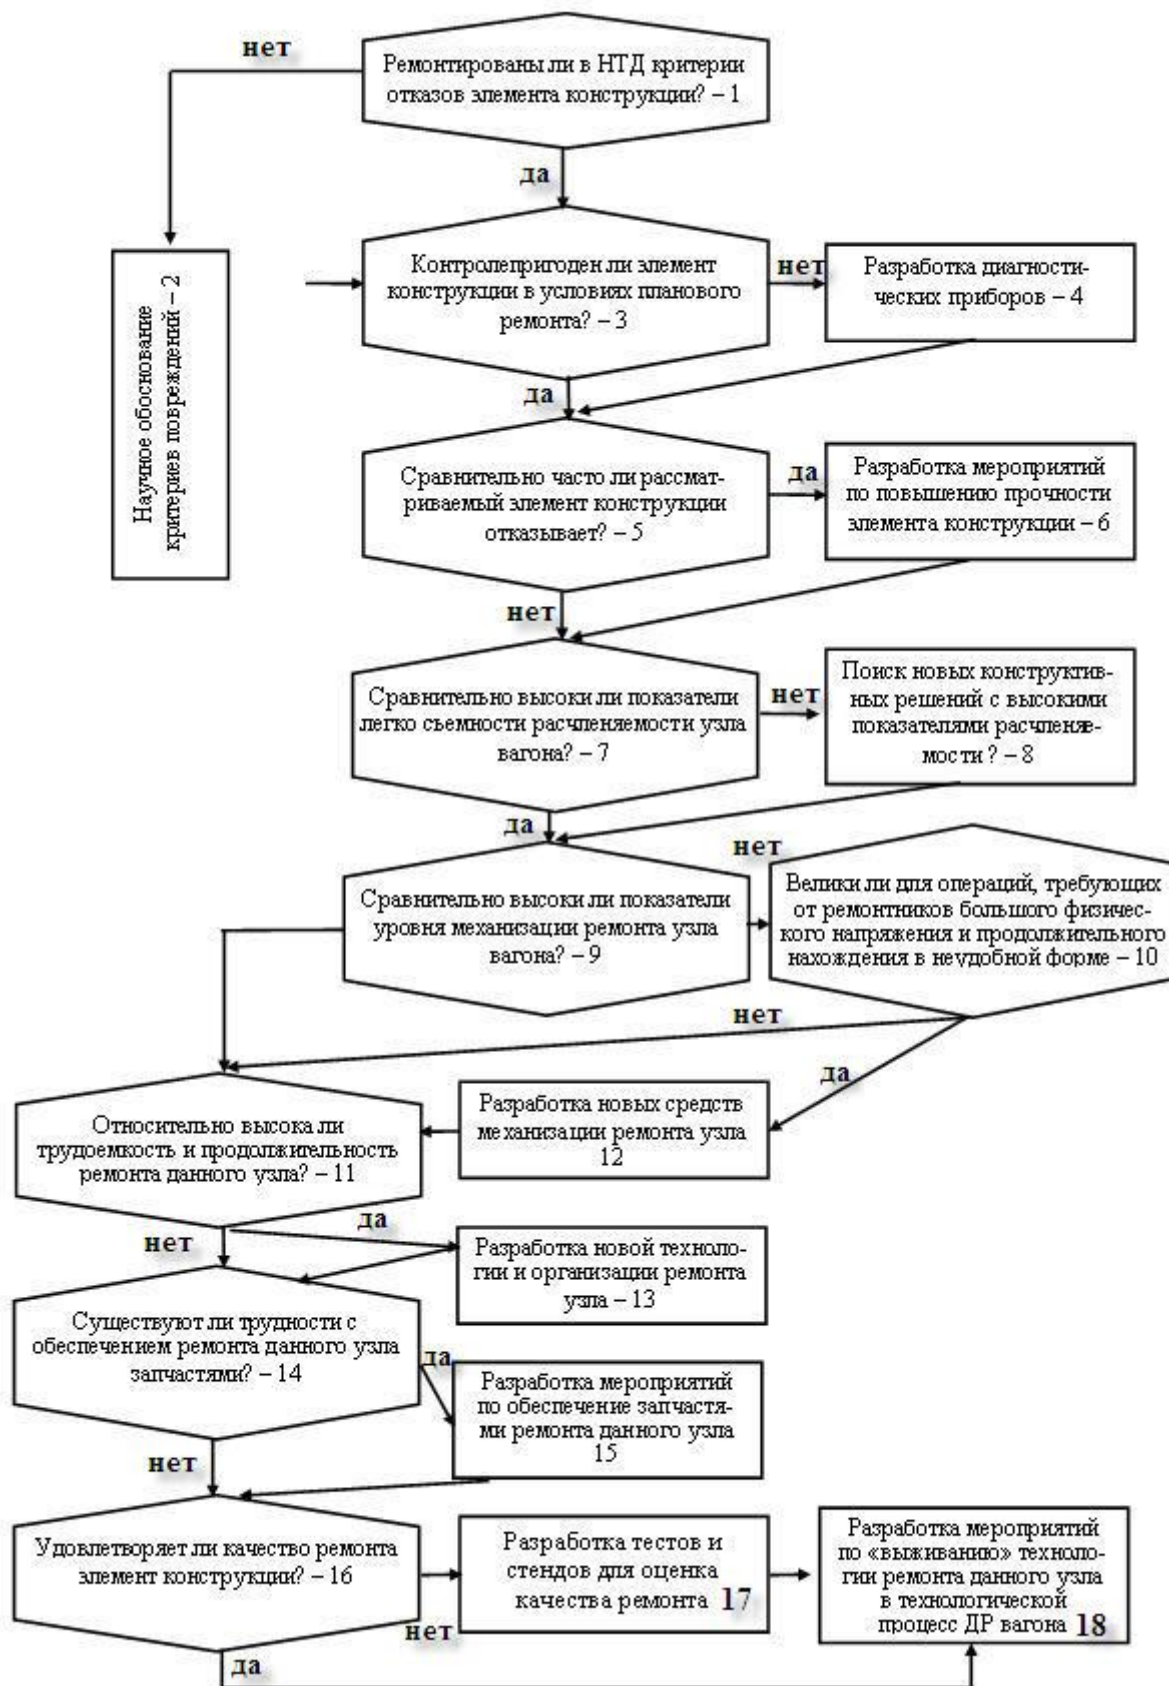 нет
Ремонтированы ли в НТД критерии
отказов элемента конструкции? – 1
да
Научное обоснование
критериев повреждений – 2
Контролепригоден ли элемент
конструкции в условиях планового
ремонта? – 3
нет
Разработка диагности-
ческих приборов – 4
да
Сравнительно часто ли рассмат-
риваемый элемент конструкции
отказывает? – 5
да
Разработка мероприятий
по повышению прочности
элемента конструкции – 6
нет
Сравнительно высоки ли показатели
легко съемности расчленяемости узла
вагона? – 7
нет
Поиск новых конструктив-
ных решений с высокими
показателями расчленяе-
мости ? – 8
да
Сравнительно высоки ли показатели
уровня механизации ремонта узла
вагона? – 9
нет
Велики ли для операций, требующих
от ремонтников большого физичес-
кого напряжения и продолжительного
нахождения в неудобной форме – 10
нет
да
Относительно высока ли
трудоемкость и продолжительность
ремонта данного узла? – 11
Разработка новых средств
механизации ремонта узла
12
да
нет
Разработка новой техноло-
гии и организации ремонта
узла – 13
Существуют ли трудности с
обеспечением ремонта данного узла
запчастями? – 14
да
Разработка мероприятий
по обеспечение запчастя-
ми ремонта данного узла
15
нет
Удовлетворяет ли качество ремонта
элемент конструкции? – 16
нет
Разработка тестов и
стендов для оценка
качества ремонта 17
Разработка мероприятий
по «выживанию» техноло-
гии ремонта данного узла
в технологической
процесс ДР вагона 18
да